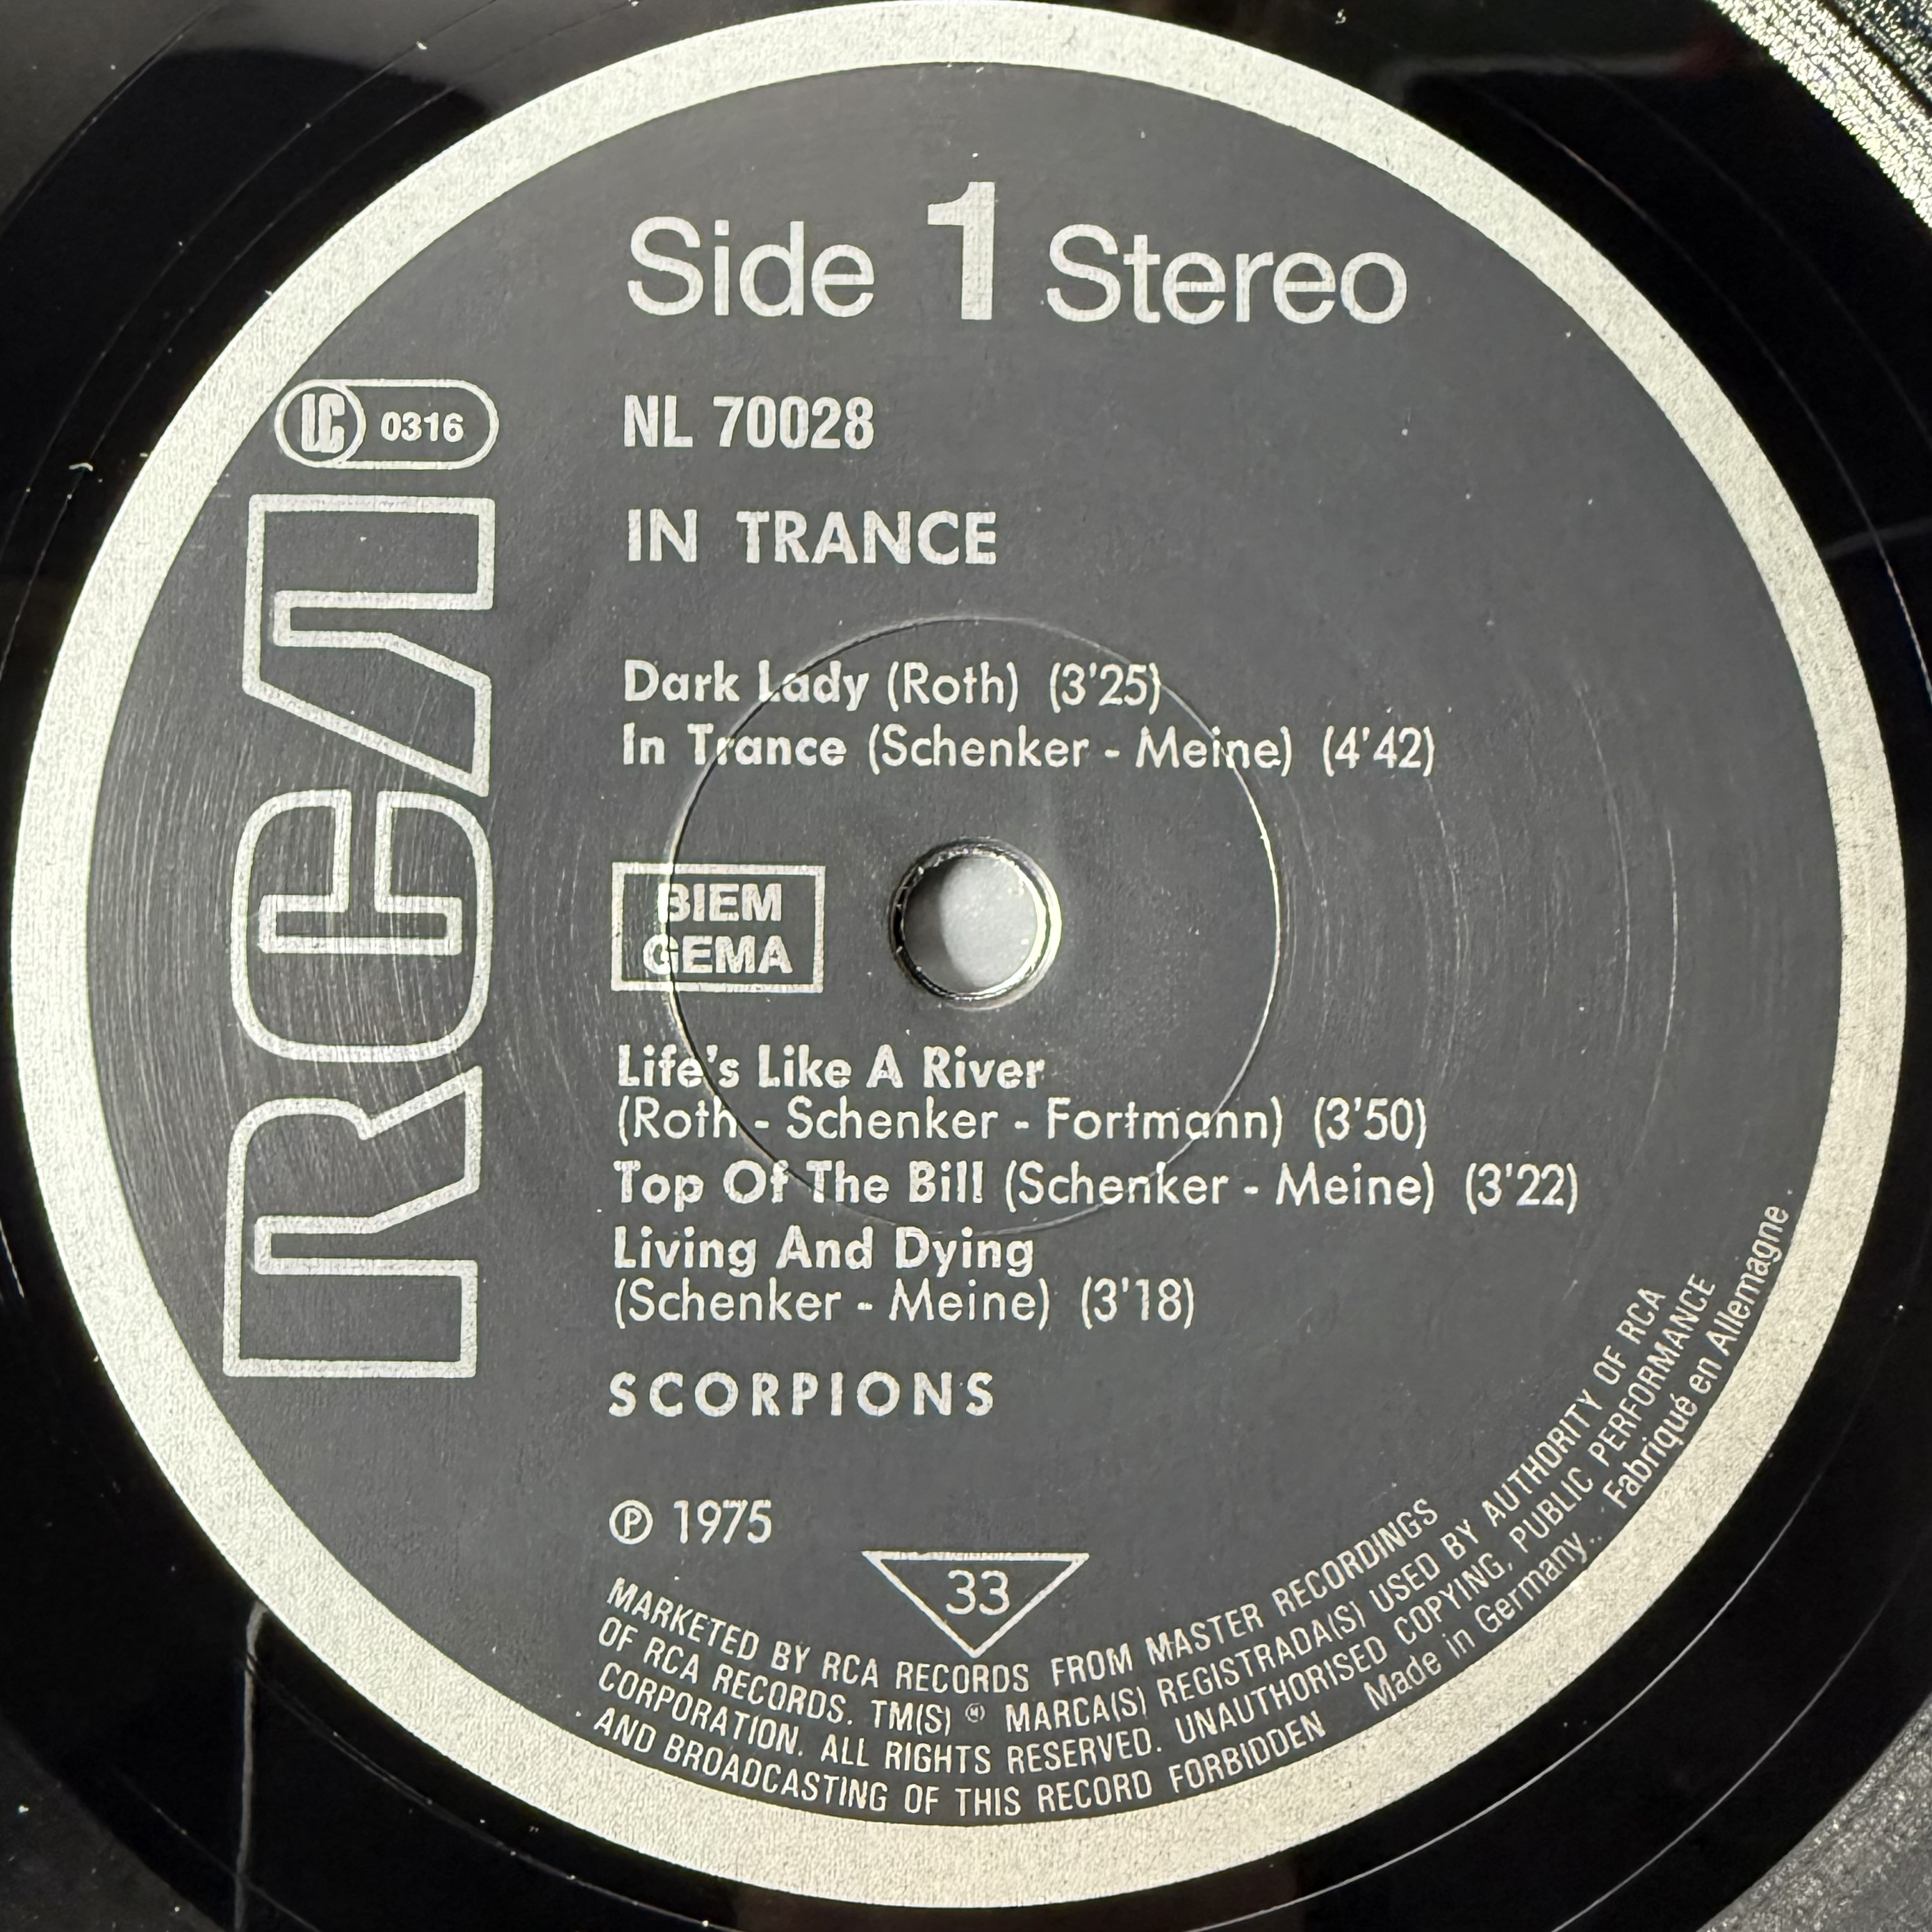 Side 1 Stereo
LC 0316
NL 70028
RCA
IN TRANCE
Dark Lady (Roth) (3'25)
In Trance (Schenker - Meine) (4'42)
BIEM
GEMA
Life's Like A River
(Roth - Schenker - Fortmann) (3'50)
Top Of The Bill (Schenker - Meine) (3'22)
Living And Dying
(Schenker - Meine) (3'18)
SCORPIONS
℗ 1975
33
MARKETED BY RCA RECORDS FROM MASTER RECORDINGS
OF RCA RECORDS. TM(S) ® MARCA(S) REGISTRADA(S) USED BY AUTHORITY OF RCA
CORPORATION. ALL RIGHTS RESERVED. UNAUTHORISED COPYING, PUBLIC PERFORMANCE
AND BROADCASTING OF THIS RECORD FORBIDDEN Made in Germany. . Fabriqué en Allemagne